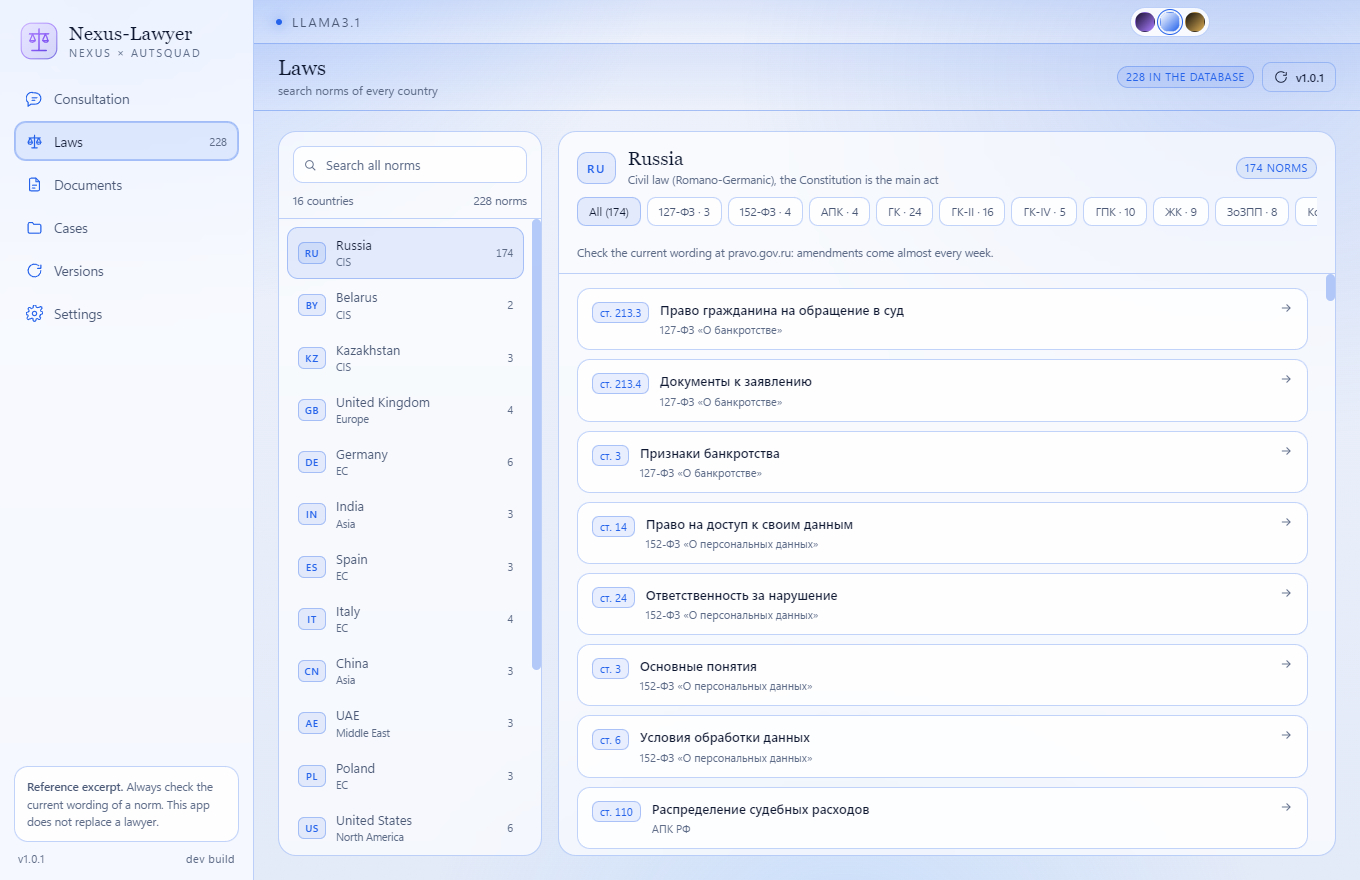 Nexus-Lawyer
NEXUS × AUTSQUAD
Consultation
Laws 228
Documents
Cases
Versions
Settings
Reference excerpt. Always check the
current wording of a norm. This app
does not replace a lawyer.
v1.0.1 dev build
LLAMA3.1
Laws
search norms of every country
228 IN THE DATABASE
v1.0.1
Search all norms
16 countries 228 norms
RU Russia 174
CIS
BY Belarus 2
CIS
KZ Kazakhstan 3
CIS
GB United Kingdom 4
Europe
DE Germany 6
EC
IN India 3
Asia
ES Spain 3
EC
IT Italy 4
EC
CN China 3
Asia
AE UAE 3
Middle East
PL Poland 3
EC
US United States 6
North America
RU Russia
Civil law (Romano-Germanic), the Constitution is the main act
174 NORMS
All (174) 127-ФЗ · 3 152-ФЗ · 4 АПК · 4 ГК · 24 ГК-II · 16 ГК-IV · 5 ГПК · 10 ЖК · 9 ЗоЗПП · 8
Check the current wording at pravo.gov.ru: amendments come almost every week.
ст. 213.3 Право гражданина на обращение в суд
127-ФЗ «О банкротстве»
ст. 213.4 Документы к заявлению
127-ФЗ «О банкротстве»
ст. 3 Признаки банкротства
127-ФЗ «О банкротстве»
ст. 14 Право на доступ к своим данным
152-ФЗ «О персональных данных»
ст. 24 Ответственность за нарушение
152-ФЗ «О персональных данных»
ст. 3 Основные понятия
152-ФЗ «О персональных данных»
ст. 6 Условия обработки данных
152-ФЗ «О персональных данных»
ст. 110 Распределение судебных расходов
АПК РФ